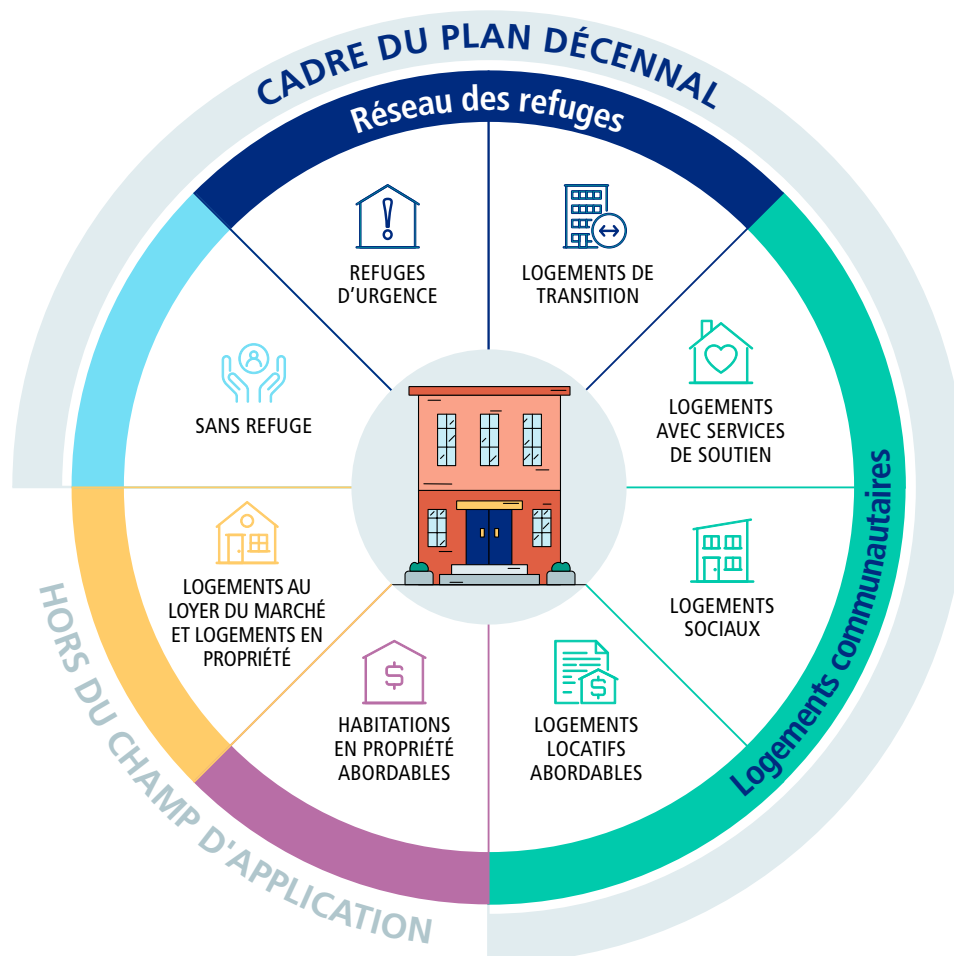 CADRE DU PLAN DÉCENNAL
Réseau des refuges
REFUGES
D'URGENCE
LOGEMENTS DE
TRANSITION
LOGEMENTS
AVEC SERVICES
DE SOUTIEN
LOGEMENTS
SOCIAUX
Logements communautaires
LOGEMENTS
LOCATIFS
ABORDABLES
HABITATIONS
EN PROPRIÉTÉ
ABORDABLES
LOGEMENTS AU
LOYER DU MARCHÉ
ET LOGEMENTS EN
PROPRIÉTÉ
SANS REFUGE
HORS DU CHAMP D'APPLICATION